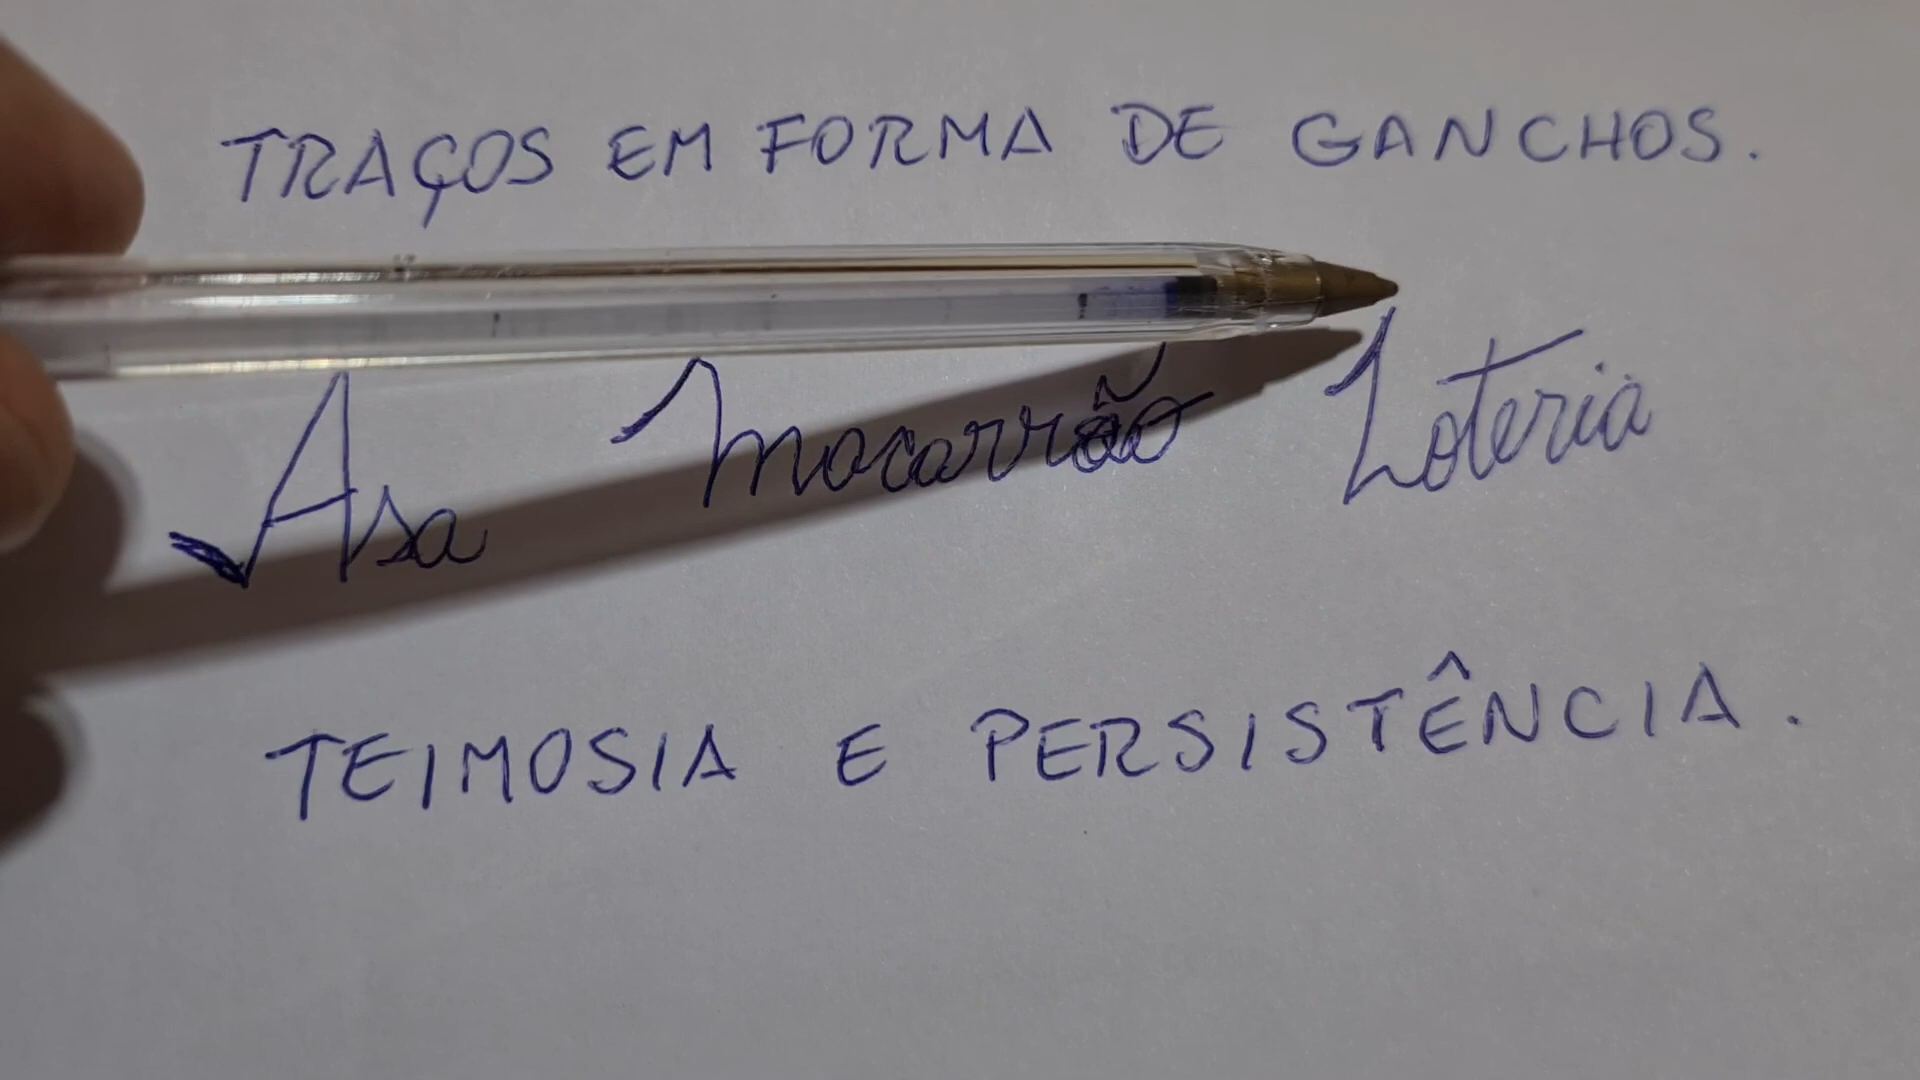 TRAÇOS EM FORMA DE GANCHOS.
Asa Macarrão Loteria
TEIMOSIA E PERSISTÊNCIA.